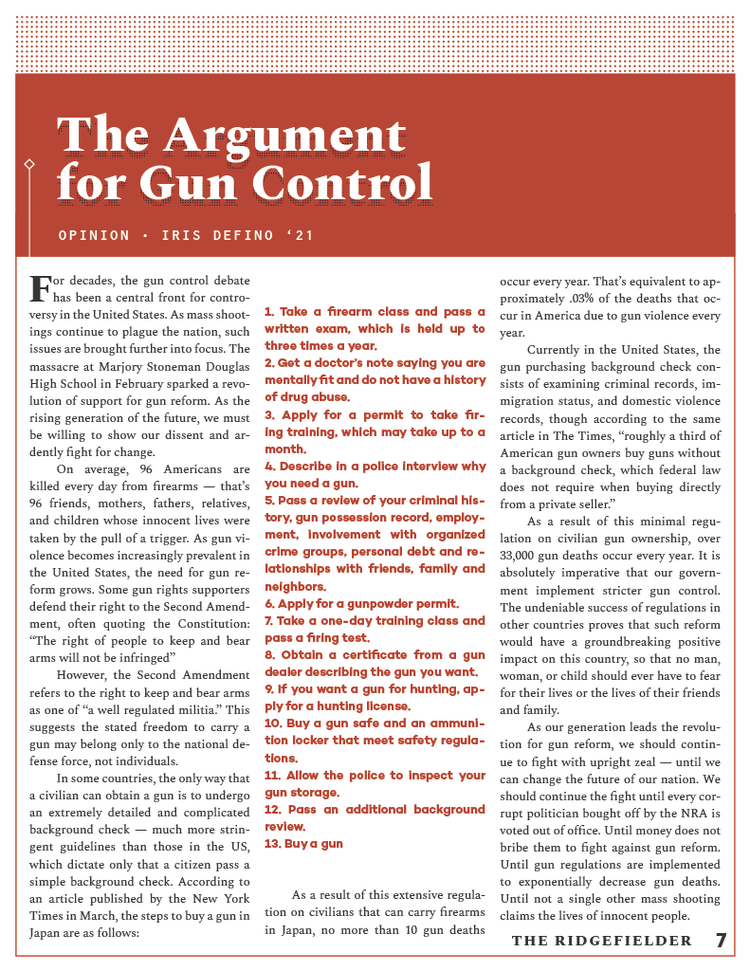 The Argument
for Gun Control
OPINION · IRIS DEFINO ‘21
For decades, the gun control debate
has been a central front for contro-
versy in the United States. As mass shoot-
ings continue to plague the nation, such
issues are brought further into focus. The
massacre at Marjory Stoneman Douglas
High School in February sparked a revo-
lution of support for gun reform. As the
rising generation of the future, we must
be willing to show our dissent and ar-
dently fight for change.
On average, 96 Americans are
killed every day from firearms — that’s
96 friends, mothers, fathers, relatives,
and children whose innocent lives were
taken by the pull of a trigger. As gun vi-
olence becomes increasingly prevalent in
the United States, the need for gun re-
form grows. Some gun rights supporters
defend their right to the Second Amend-
ment, often quoting the Constitution:
“The right of people to keep and bear
arms will not be infringed”
However, the Second Amendment
refers to the right to keep and bear arms
as one of “a well regulated militia.” This
suggests the stated freedom to carry a
gun may belong only to the national de-
fense force, not individuals.
In some countries, the only way that
a civilian can obtain a gun is to undergo
an extremely detailed and complicated
background check — much more strin-
gent guidelines than those in the US,
which dictate only that a citizen pass a
simple background check. According to
an article published by the New York
Times in March, the steps to buy a gun in
Japan are as follows:
1. Take a firearm class and pass a
written exam, which is held up to
three times a year.
2. Get a doctor’s note saying you are
mentally fit and do not have a history
of drug abuse.
3. Apply for a permit to take fir-
ing training, which may take up to a
month.
4. Describe in a police interview why
you need a gun.
5. Pass a review of your criminal his-
tory, gun possession record, employ-
ment, involvement with organized
crime groups, personal debt and re-
lationships with friends, family and
neighbors.
6. Apply for a gunpowder permit.
7. Take a one-day training class and
pass a firing test.
8. Obtain a certificate from a gun
dealer describing the gun you want.
9. If you want a gun for hunting, ap-
ply for a hunting license.
10. Buy a gun safe and an ammuni-
tion locker that meet safety regula-
tions.
11. Allow the police to inspect your
gun storage.
12. Pass an additional background
review.
13. Buy a gun
As a result of this extensive regula-
tion on civilians that can carry firearms
in Japan, no more than 10 gun deaths
occur every year. That’s equivalent to ap-
proximately .03% of the deaths that oc-
cur in America due to gun violence every
year.
Currently in the United States, the
gun purchasing background check con-
sists of examining criminal records, im-
migration status, and domestic violence
records, though according to the same
article in The Times, “roughly a third of
American gun owners buy guns without
a background check, which federal law
does not require when buying directly
from a private seller.”
As a result of this minimal regu-
lation on civilian gun ownership, over
33,000 gun deaths occur every year. It is
absolutely imperative that our govern-
ment implement stricter gun control.
The undeniable success of regulations in
other countries proves that such reform
would have a groundbreaking positive
impact on this country, so that no man,
woman, or child should ever have to fear
for their lives or the lives of their friends
and family.
As our generation leads the revolu-
tion for gun reform, we should contin-
ue to fight with upright zeal — until we
can change the future of our nation. We
should continue the fight until every cor-
rupt politician bought off by the NRA is
voted out of office. Until money does not
bribe them to fight against gun reform.
Until gun regulations are implemented
to exponentially decrease gun deaths.
Until not a single other mass shooting
claims the lives of innocent people.
THE RIDGEFIELDER 7